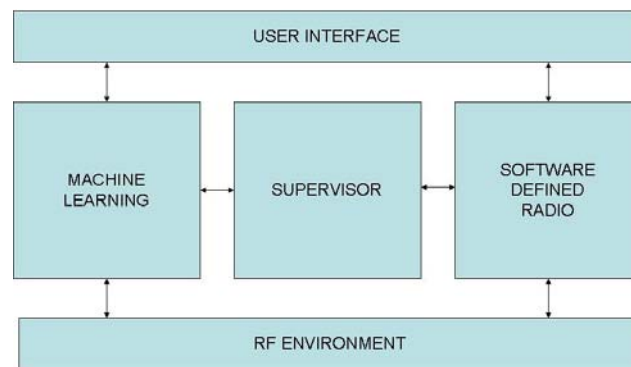 USER INTERFACE
MACHINE
LEARNING
SUPERVISOR
SOFTWARE
DEFINED
RADIO
RF ENVIRONMENT